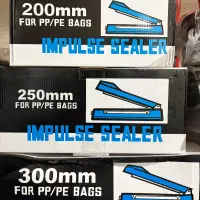 200mm
FOR PP/PE BAGS
IMPULSE SEALER
250mm
FOR PP/PE BAGS
IMPULSE SEALER
300mm
FOR PP/PE BAGS